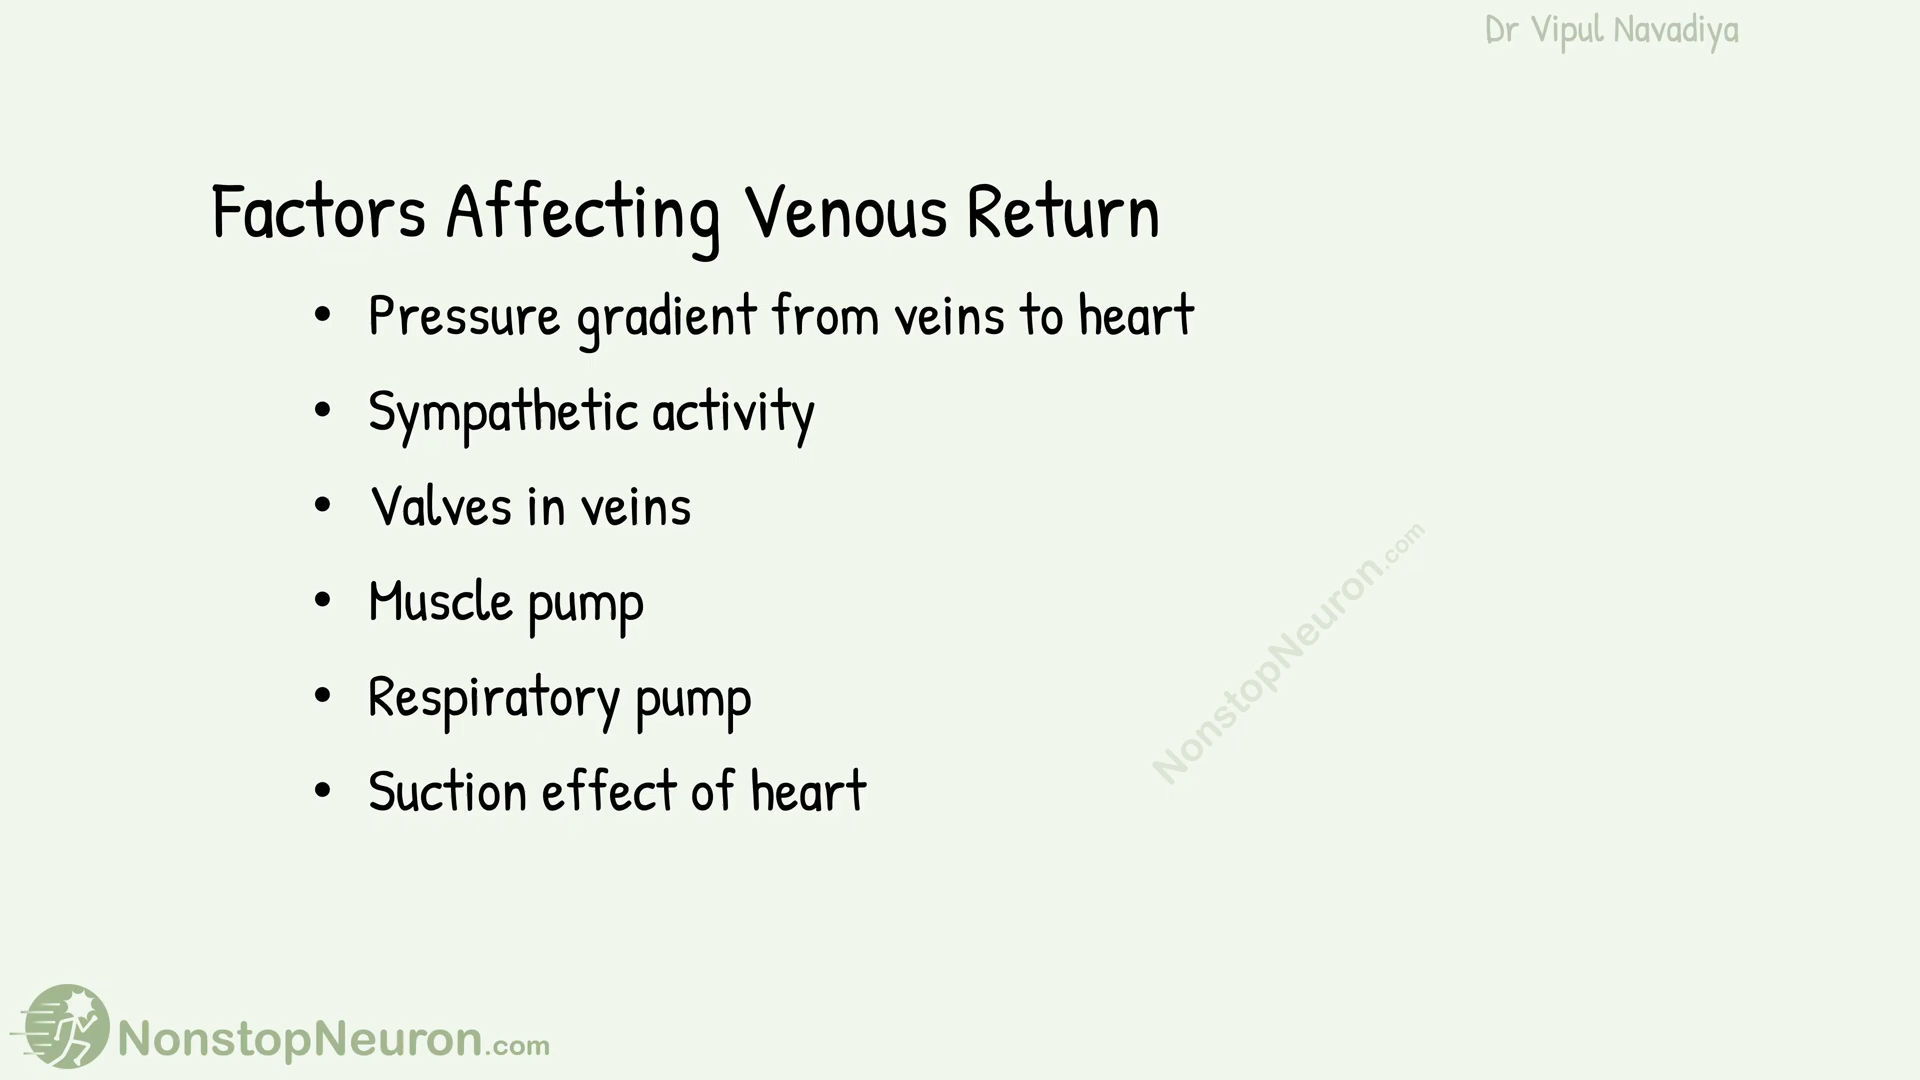 Dr Vipul Navadiya
Factors Affecting Venous Return
• Pressure gradient from veins to heart
• Sympathetic activity
• Valves in veins
• Muscle pump
• Respiratory pump
• Suction effect of heart
NonstopNeuron.com
NonstopNeuron.com